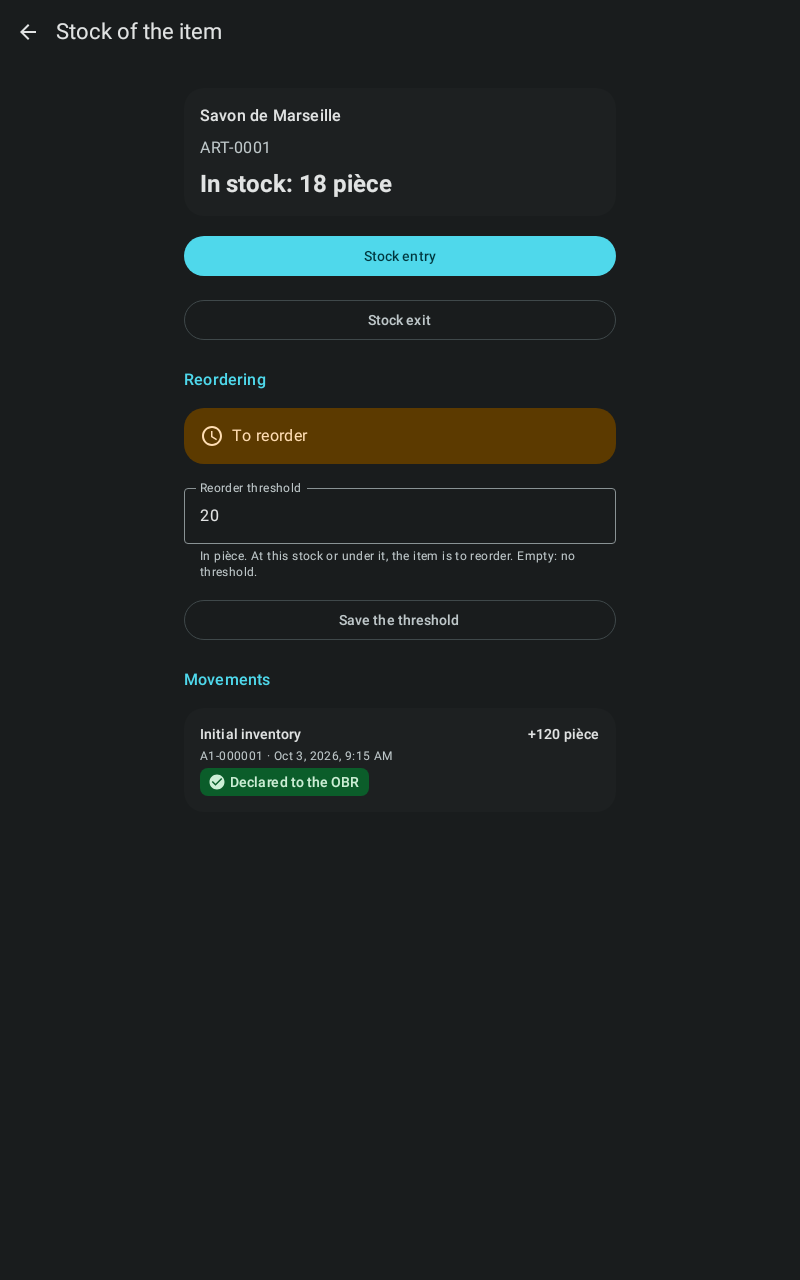 Stock of the item
Savon de Marseille
ART-0001
In stock: 18 pièce
Stock entry
Stock exit
Reordering
To reorder
Reorder threshold
20
In pièce. At this stock or under it, the item is to reorder. Empty: no
threshold.
Save the threshold
Movements
Initial inventory +120 pièce
A1-000001 · Oct 3, 2026, 9:15 AM
Declared to the OBR